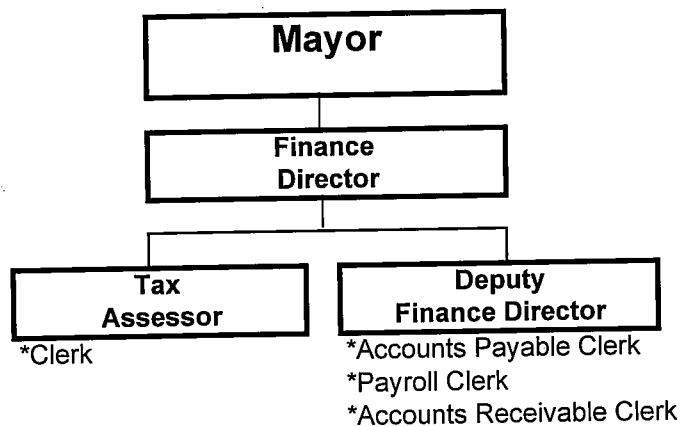 Mayor
Finance
Director
Tax
Assessor
*Clerk
Deputy
Finance Director
*Accounts Payable Clerk
*Payroll Clerk
*Accounts Receivable Clerk